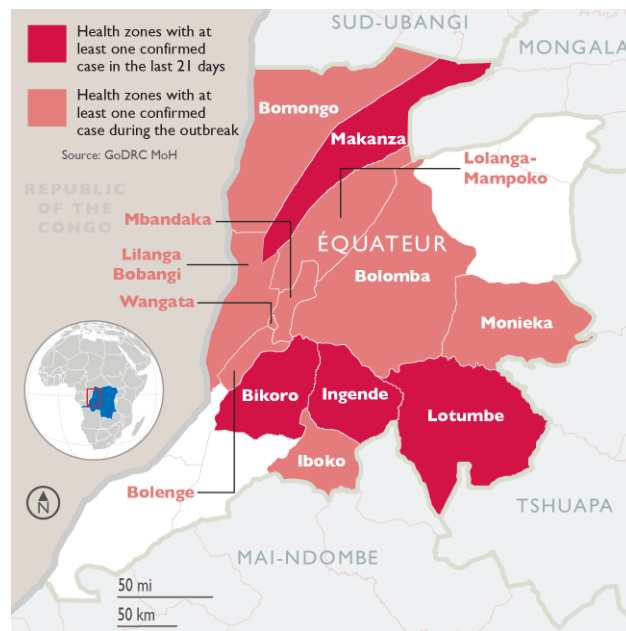 SUD-UBANGI
MONGALA
Health zones with at
least one confirmed
case in the last 21 days
Health zones with at
least one confirmed
case during the outbreak
Source: GoDRC MoH
REPUBLIC
OF THE
CONGO
Bomongo
Makanza
Lolanga-
Mampoko
Mbandaka
ÉQUATEUR
Lilanga
Bobangi
Bolomba
Wangata
Monieka
Bikoro
Ingende
Lotumbe
Iboko
Bolenge
N
TSHUAPA
MAI-NDOMBE
50 mi
50 km